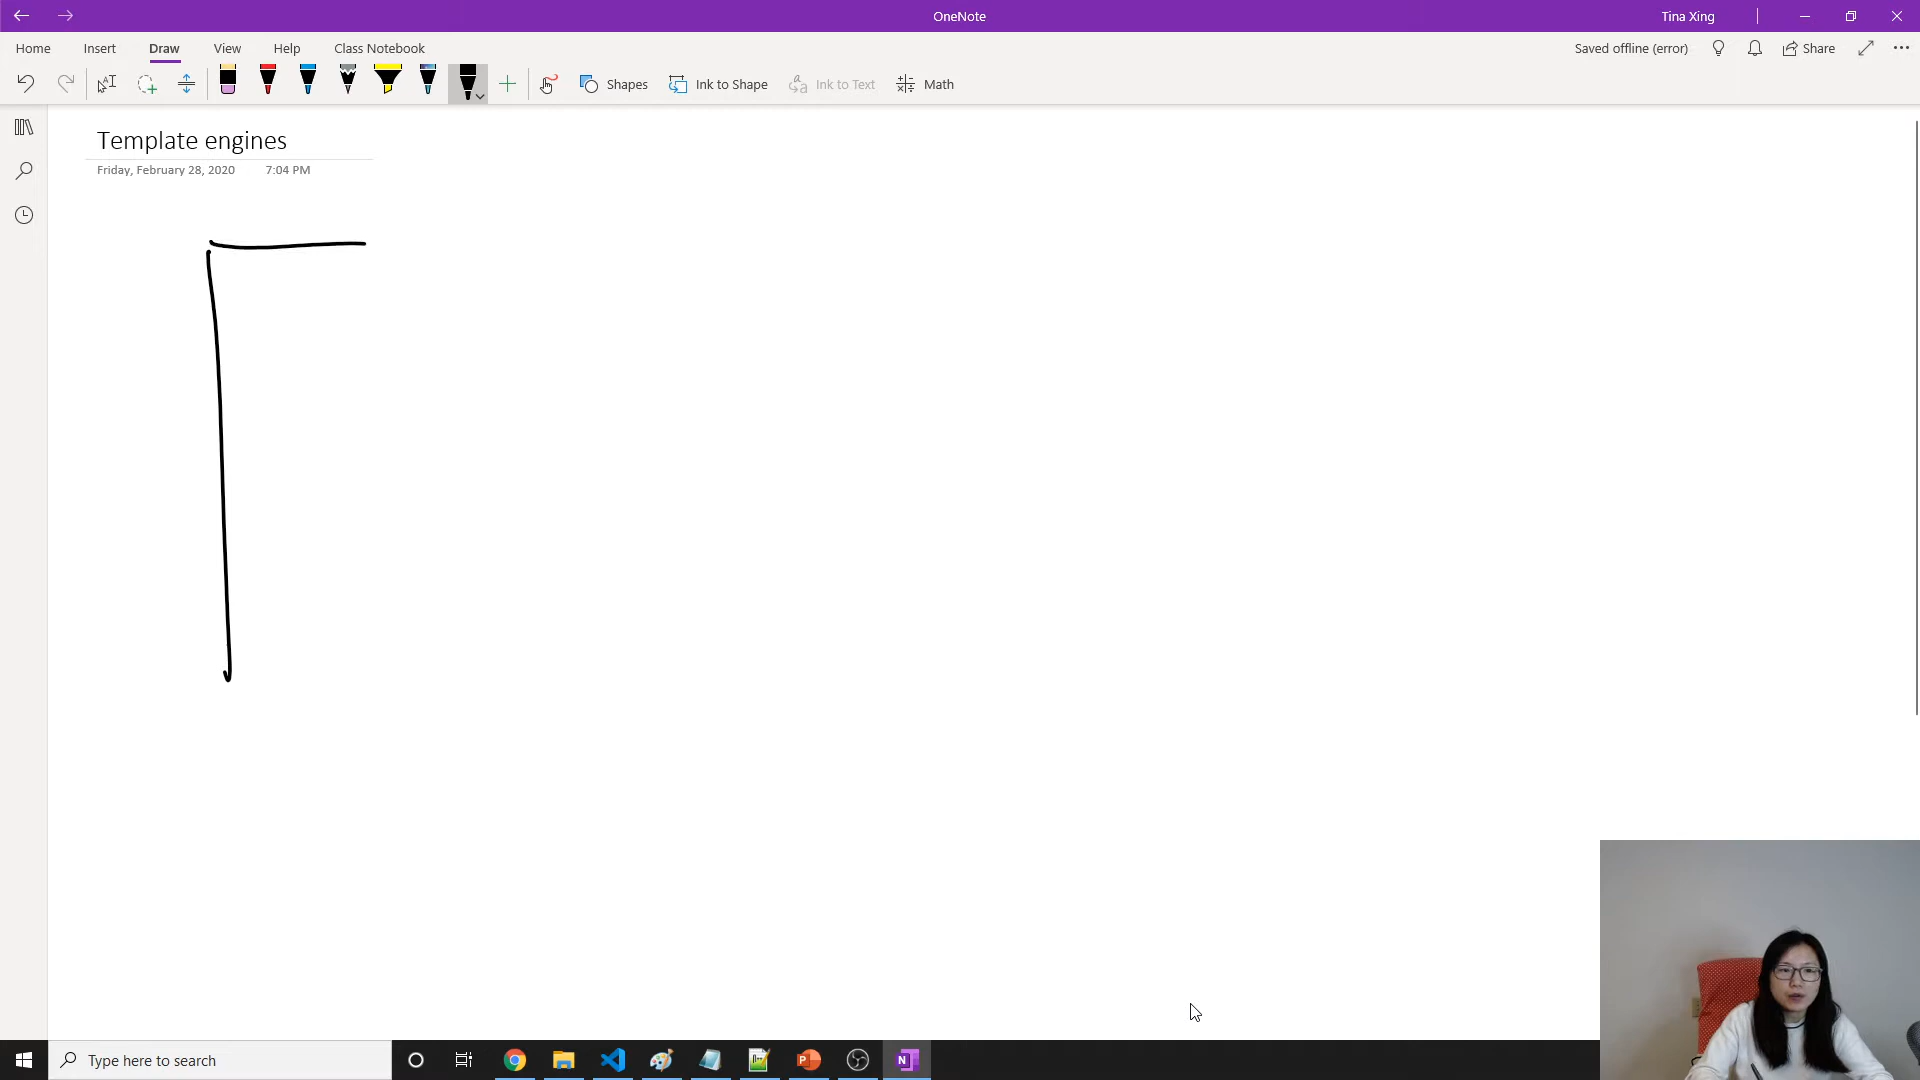 OneNote
Tina Xing
Home Insert Draw View Help Class Notebook
Saved offline (error) Share
Shapes Ink to Shape Ink to Text Math
Template engines
Friday, February 28, 2020 7:04 PM
Type here to search